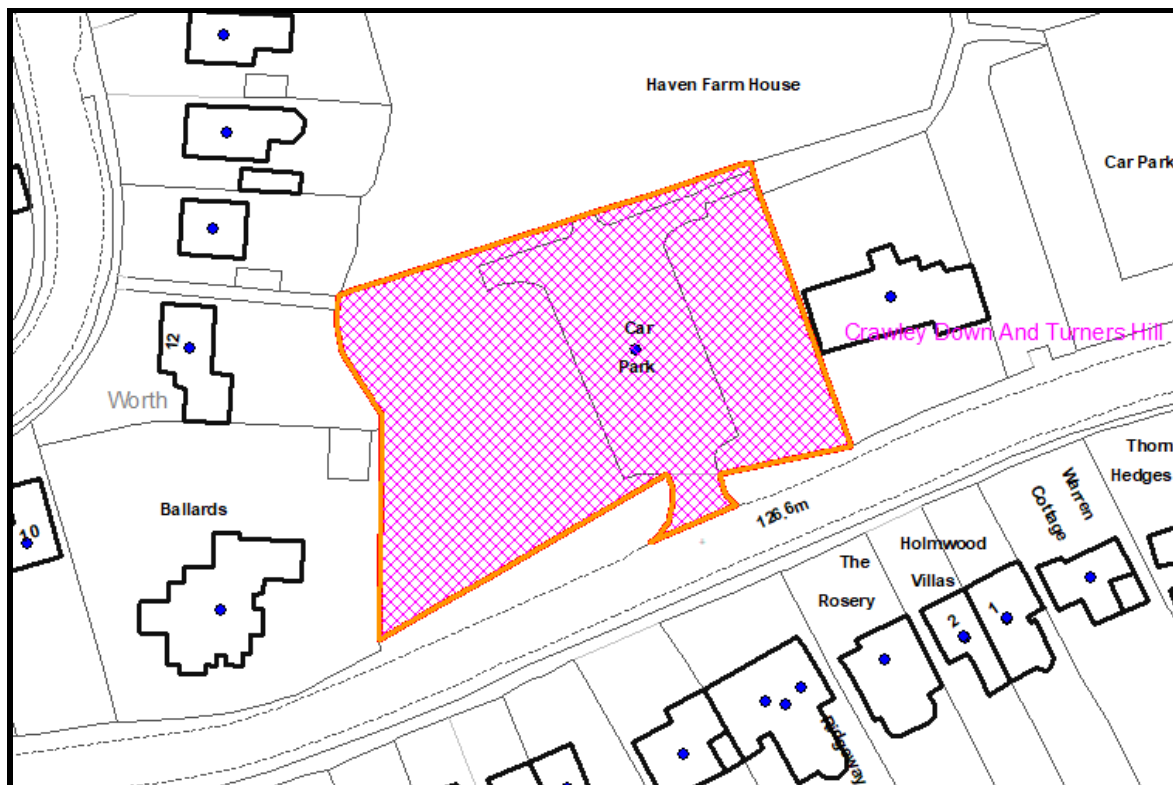 Haven Farm House
Car Park
Car
Park
Crawley Down And Turners Hill
12
Worth
Ballards
10
126.6m
Thorn
Hedges
Warren
Cottage
Holmwood
Villas
The
Rosery
2
1
Ridgeway